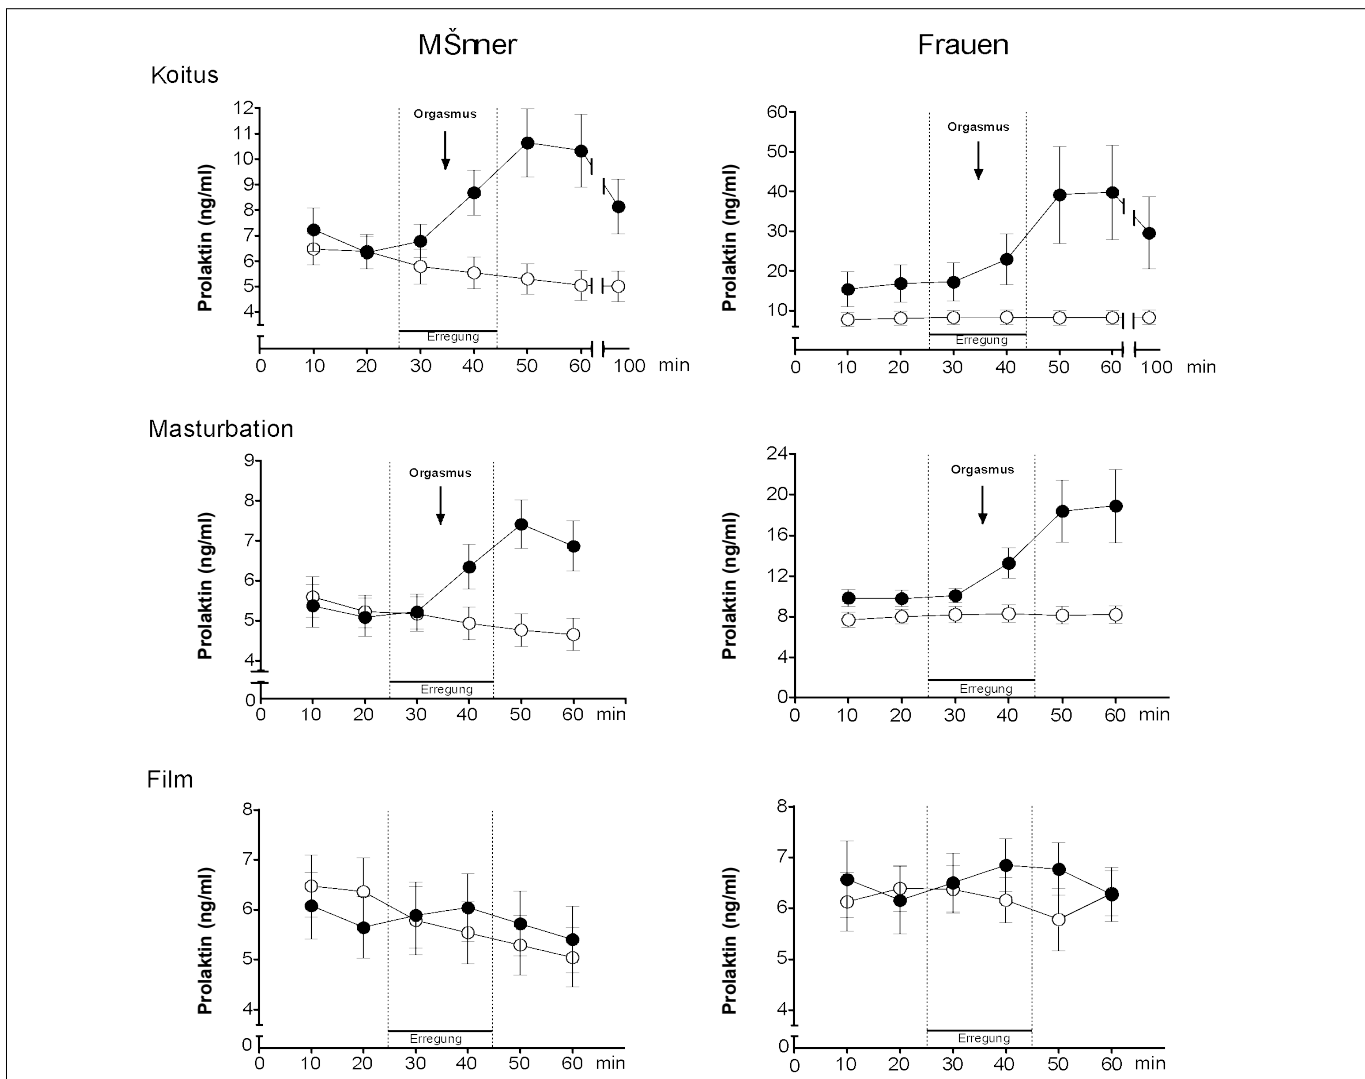 MŠnner Frauen
Koitus
12
11
10
9
8
7
6
5
4
Prolaktin (ng/ml)
Orgasmus
Erregung
0 10 20 30 40 50 60 100 min
60
50
40
30
20
10
Prolaktin (ng/ml)
Orgasmus
Erregung
0 10 20 30 40 50 60 100 min
Masturbation
9
8
7
6
5
4
0
Prolaktin (ng/ml)
Orgasmus
Erregung
0 10 20 30 40 50 60 min
24
20
16
12
8
4
0
Prolaktin (ng/ml)
Orgasmus
Erregung
0 10 20 30 40 50 60 min
Film
8
7
6
5
4
0
Prolaktin (ng/ml)
Erregung
0 10 20 30 40 50 60 min
8
7
6
5
4
0
Prolaktin (ng/ml)
Erregung
0 10 20 30 40 50 60 min